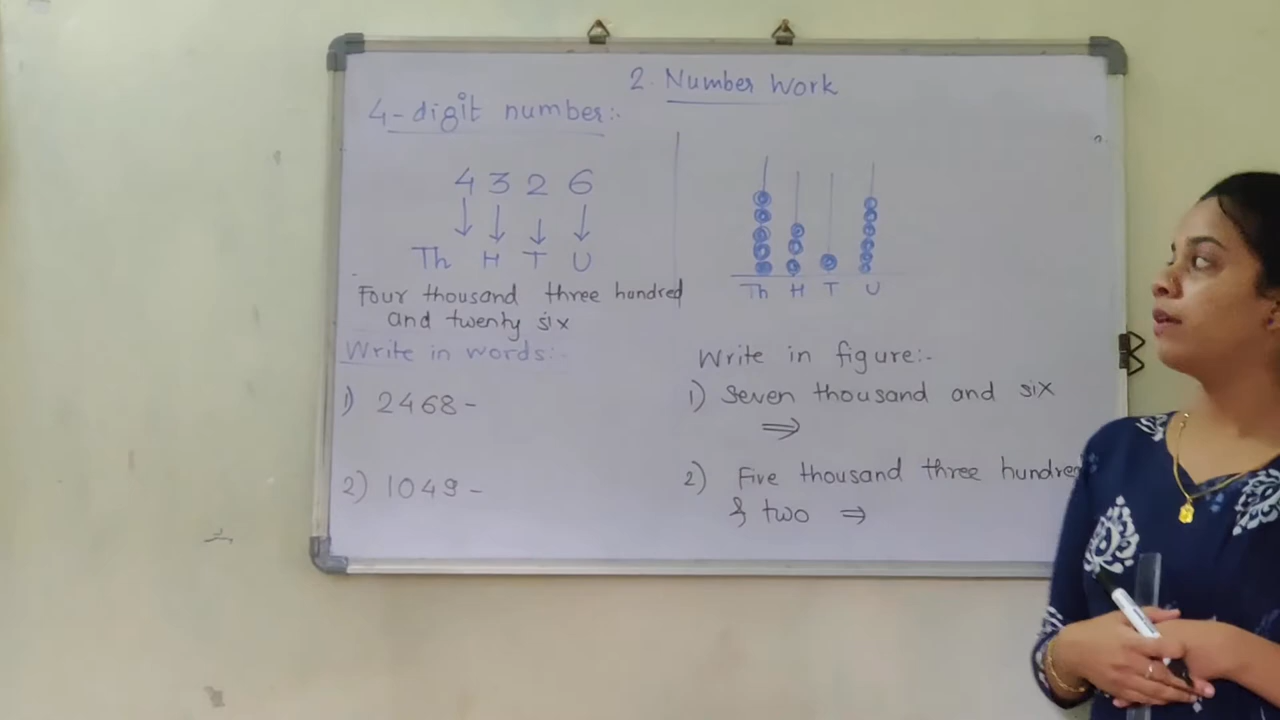 2. Number Work
4-digit number:-
4 3 2 6
Th H T U
Four thousand three hundred
and twenty six
Th H T U
Write in words:-
1) 2468-
2) 1049-
Write in figure:-
1) Seven thousand and six
⇒
2) Five thousand three hundred
& two ⇒